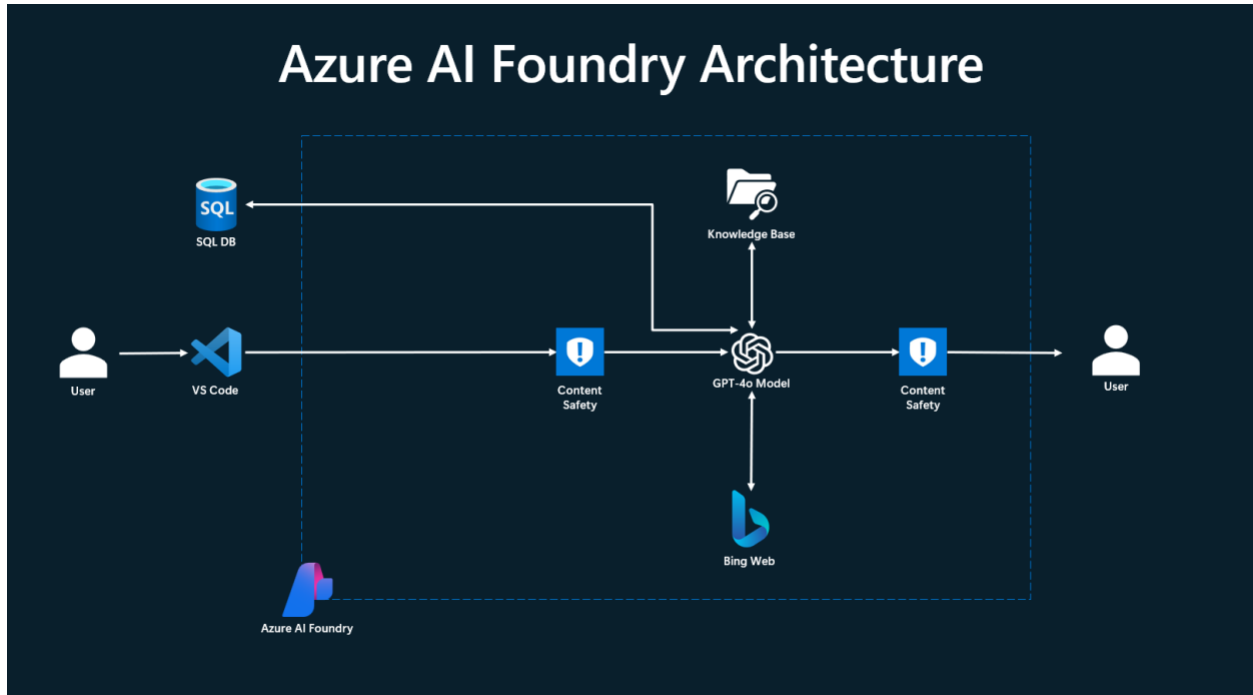 Azure AI Foundry Architecture
SQL
SQL DB
Knowledge Base
User
VS Code
Content
Safety
GPT-4o Model
Content
Safety
User
Bing Web
Azure AI Foundry